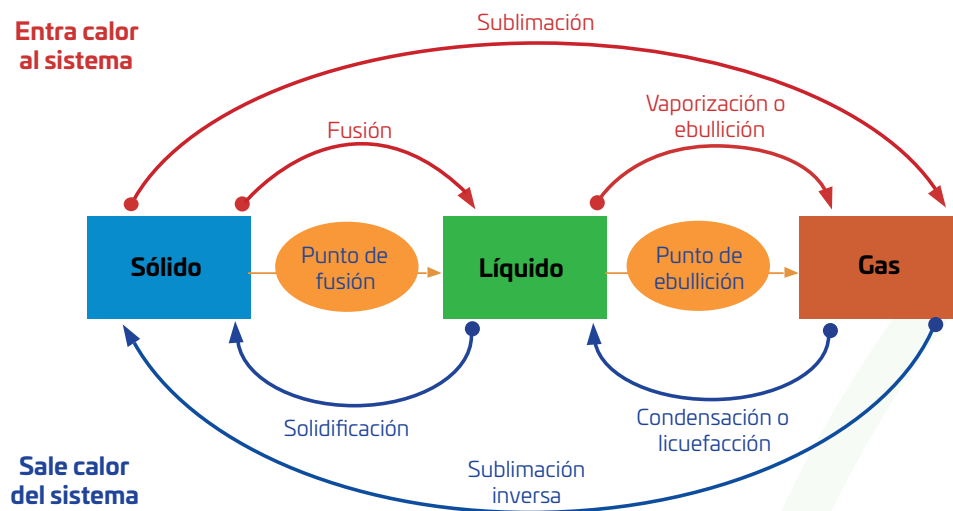 Sublimación
Entra calor
al sistema
Fusión
Vaporización o
ebullición
Sólido
Punto de
fusión
Líquido
Punto de
ebullición
Gas
Solidificación
Condensación o
licuefacción
Sale calor
del sistema
Sublimación
inversa